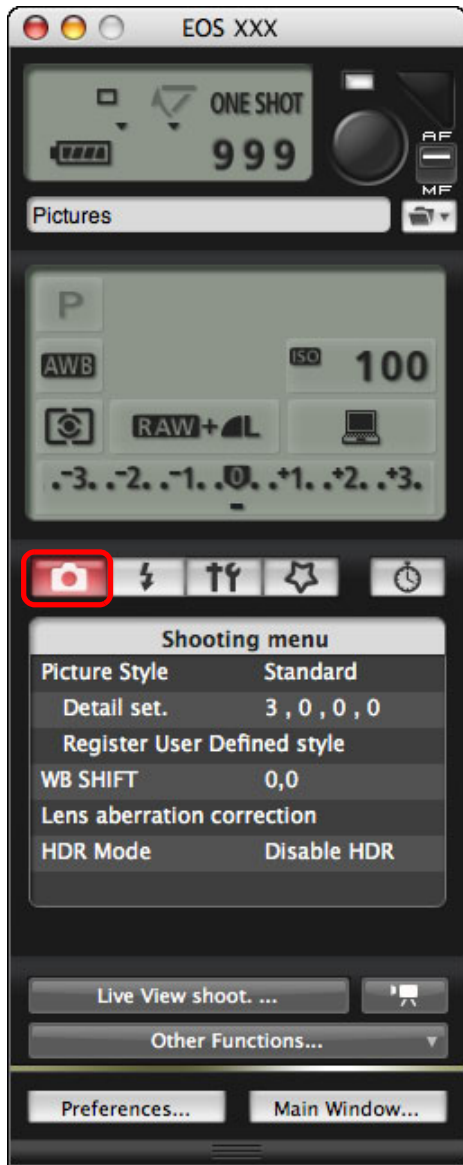 EOS XXX
ONE SHOT
999
AF
MF
Pictures
P
AWB
ISO 100
RAW+L
.-3. .-2. .-1. .0. .+1. .+2. .+3.
Shooting menu
Picture Style Standard
Detail set. 3 , 0 , 0 , 0
Register User Defined style
WB SHIFT 0,0
Lens aberration correction
HDR Mode Disable HDR
Live View shoot. ...
Other Functions...
Preferences... Main Window...